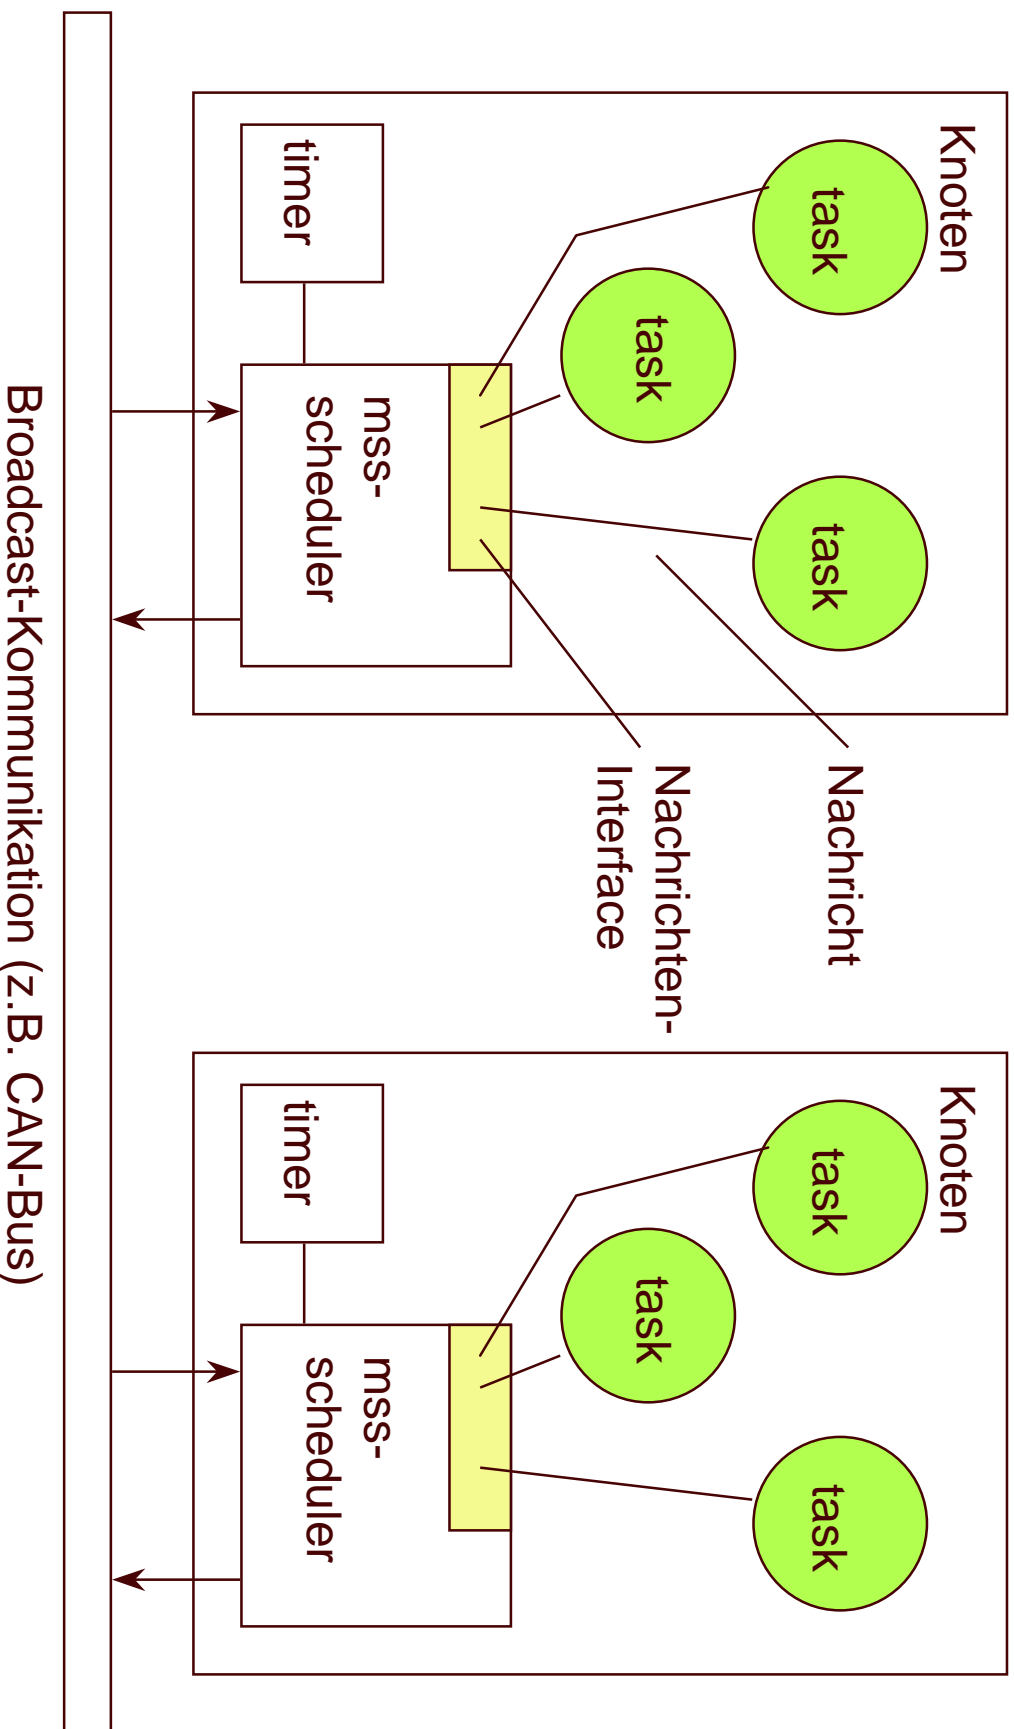 Knoten
task
task
task
timer
mss-
scheduler
Nachricht
Nachrichten-
Interface
Knoten
task
task
task
timer
mss-
scheduler
Broadcast-Kommunikation (z.B. CAN-Bus)